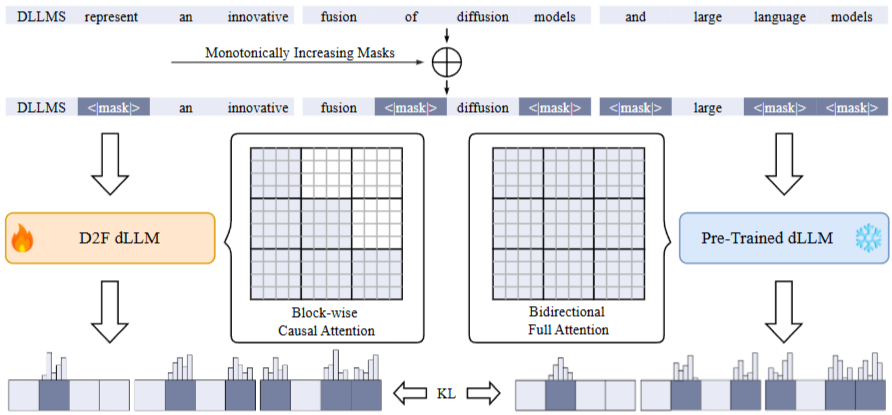 DLLMS represent an innovative fusion of diffusion models and large language models
Monotonically Increasing Masks
DLLMS <|mask|> an innovative fusion <|mask|> diffusion <|mask|> <|mask|> large <|mask|> <|mask|>
D2F dLLM
Block-wise
Causal Attention
Bidirectional
Full Attention
Pre-Trained dLLM
KL